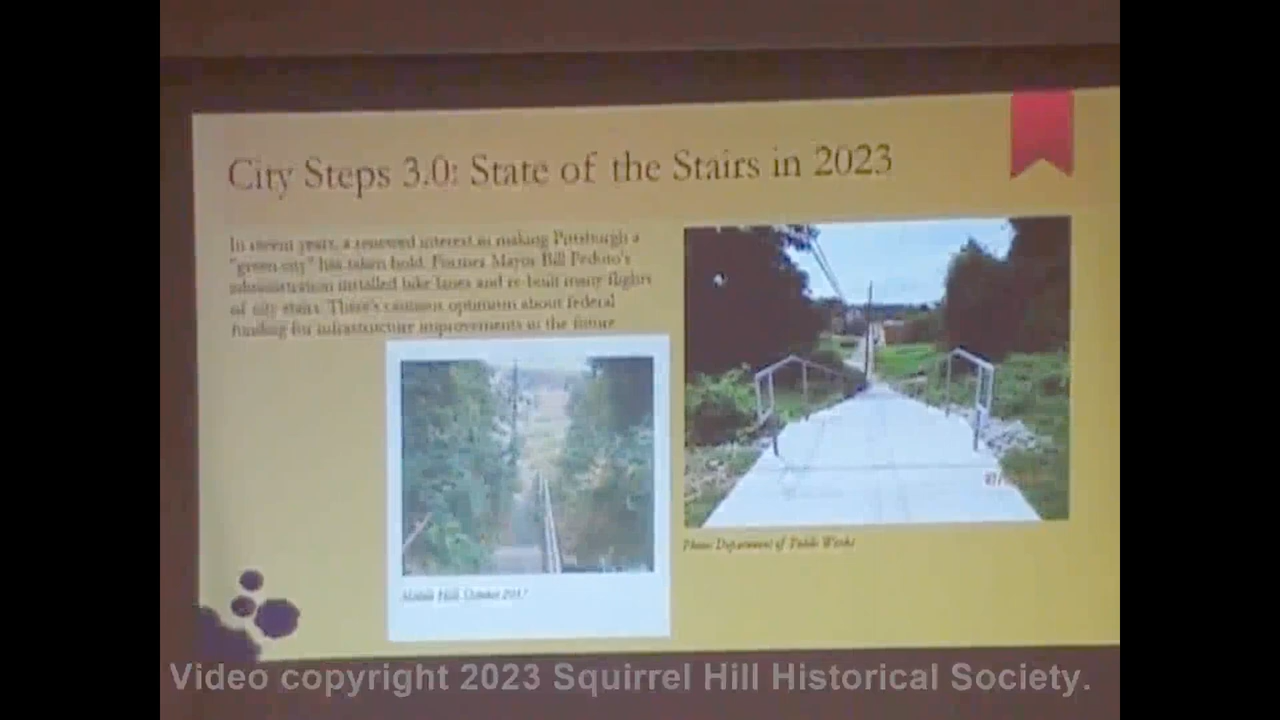 City Steps 3.0: State of the Stairs in 2023
In recent years, a renewed interest in making Pittsburgh a
"green city" has taken hold. Former Mayor Bill Peduto's
administration installed bike lanes and re-built many flights
of city stairs. There's cautious optimism about federal
funding for infrastructure improvements in the future
Photo: Department of Public Works
Hill, October 2017
Video copyright 2023 Squirrel Hill Historical Society.